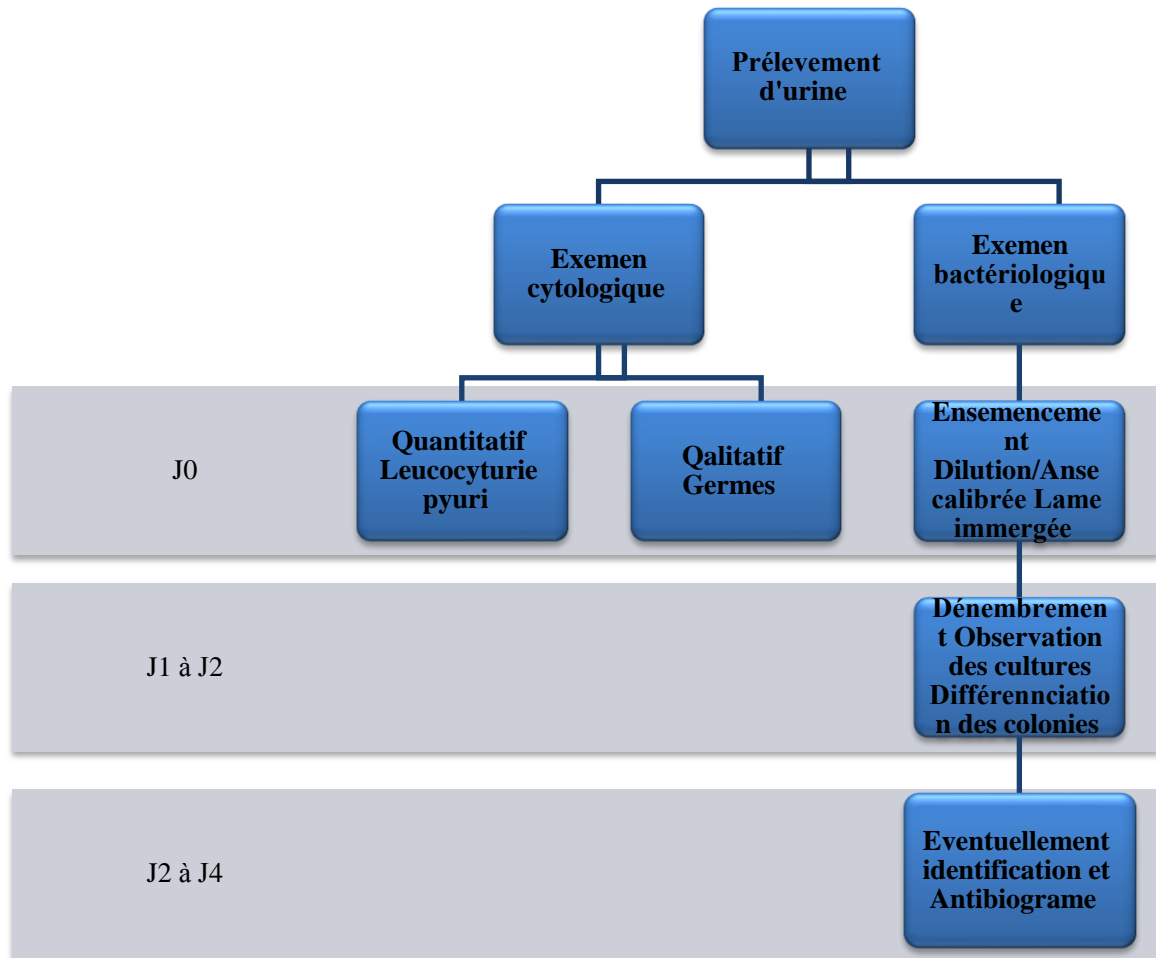 Prélevement
d'urine
Exemen
cytologique
Exemen
bactériologiqu
e
J0
Quantitatif
Leucocyturie
pyuri
Qalitatif
Germes
Ensemenceme
nt
Dilution/Anse
calibrée Lame
immergée
J1 à J2
Dénembremen
t Observation
des cultures
Différennciatio
n des colonies
J2 à J4
Eventuellement
identification et
Antibiograme